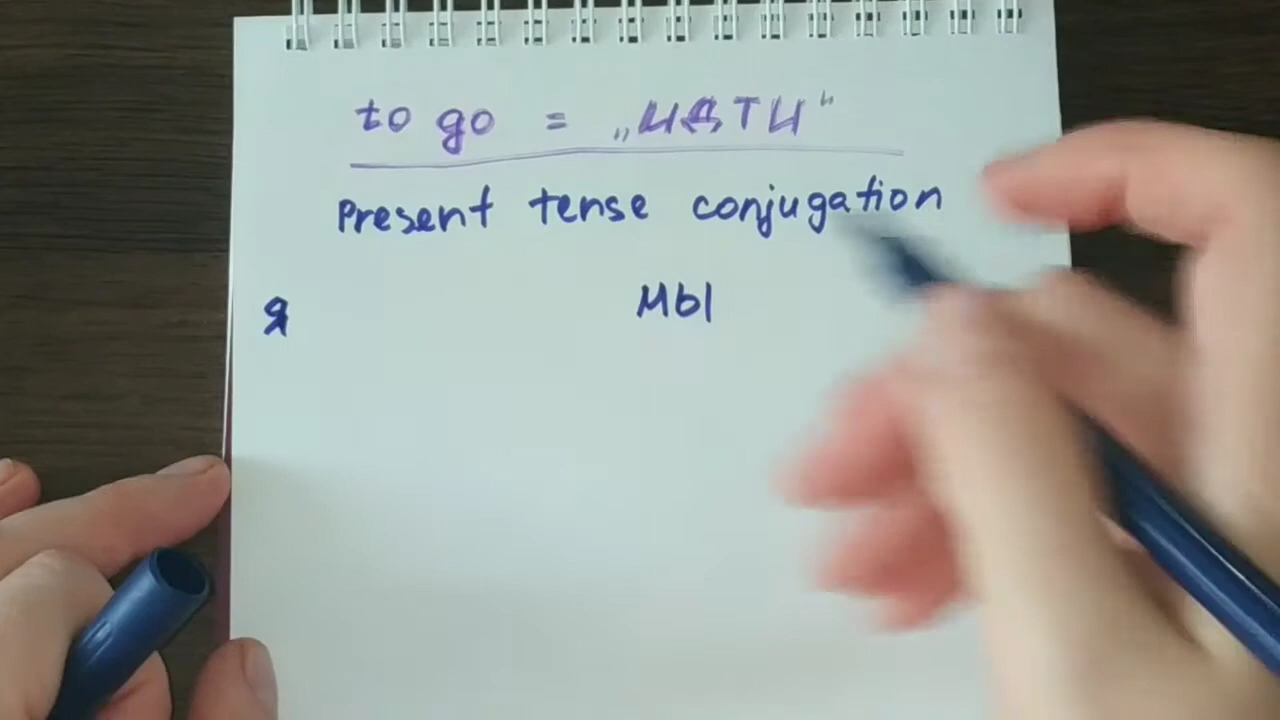 to go = „ИДТИ"
Present tense conjugation
я мы